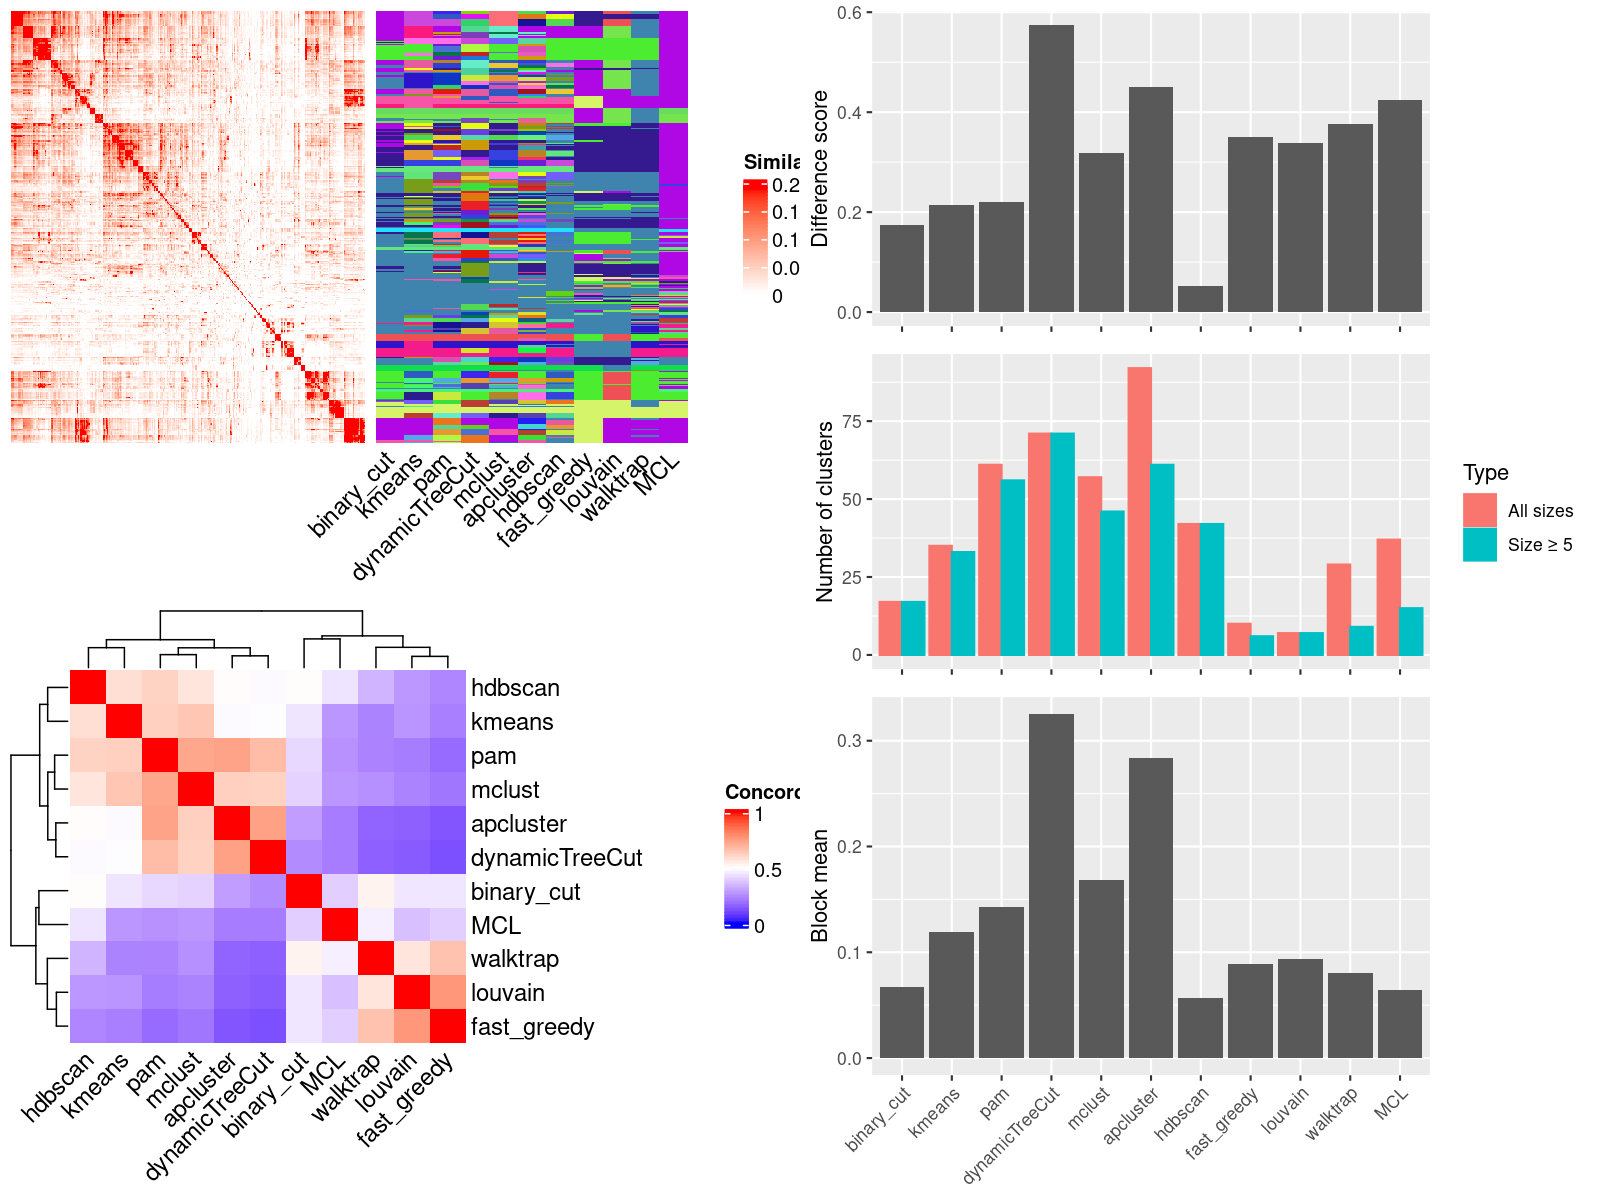 Simila
0.2
0.1
0.1
0.0
0
binary_cut
kmeans
pam
dynamicTreeCut
mclust
apcluster
hdbscan
fast_greedy
louvain
walktrap
MCL
hdbscan
kmeans
pam
mclust
apcluster
dynamicTreeCut
binary_cut
MCL
walktrap
louvain
fast_greedy
hdbscan
kmeans
pam
mclust
apcluster
dynamicTreeCut
binary_cut
MCL
walktrap
louvain
fast_greedy
Concord
1
0.5
0
Difference score
0.6
0.4
0.2
0.0
Number of clusters
75
50
25
0
Type
All sizes
Size ≥ 5
Block mean
0.3
0.2
0.1
0.0
binary_cut
kmeans
pam
dynamicTreeCut
mclust
apcluster
hdbscan
fast_greedy
louvain
walktrap
MCL